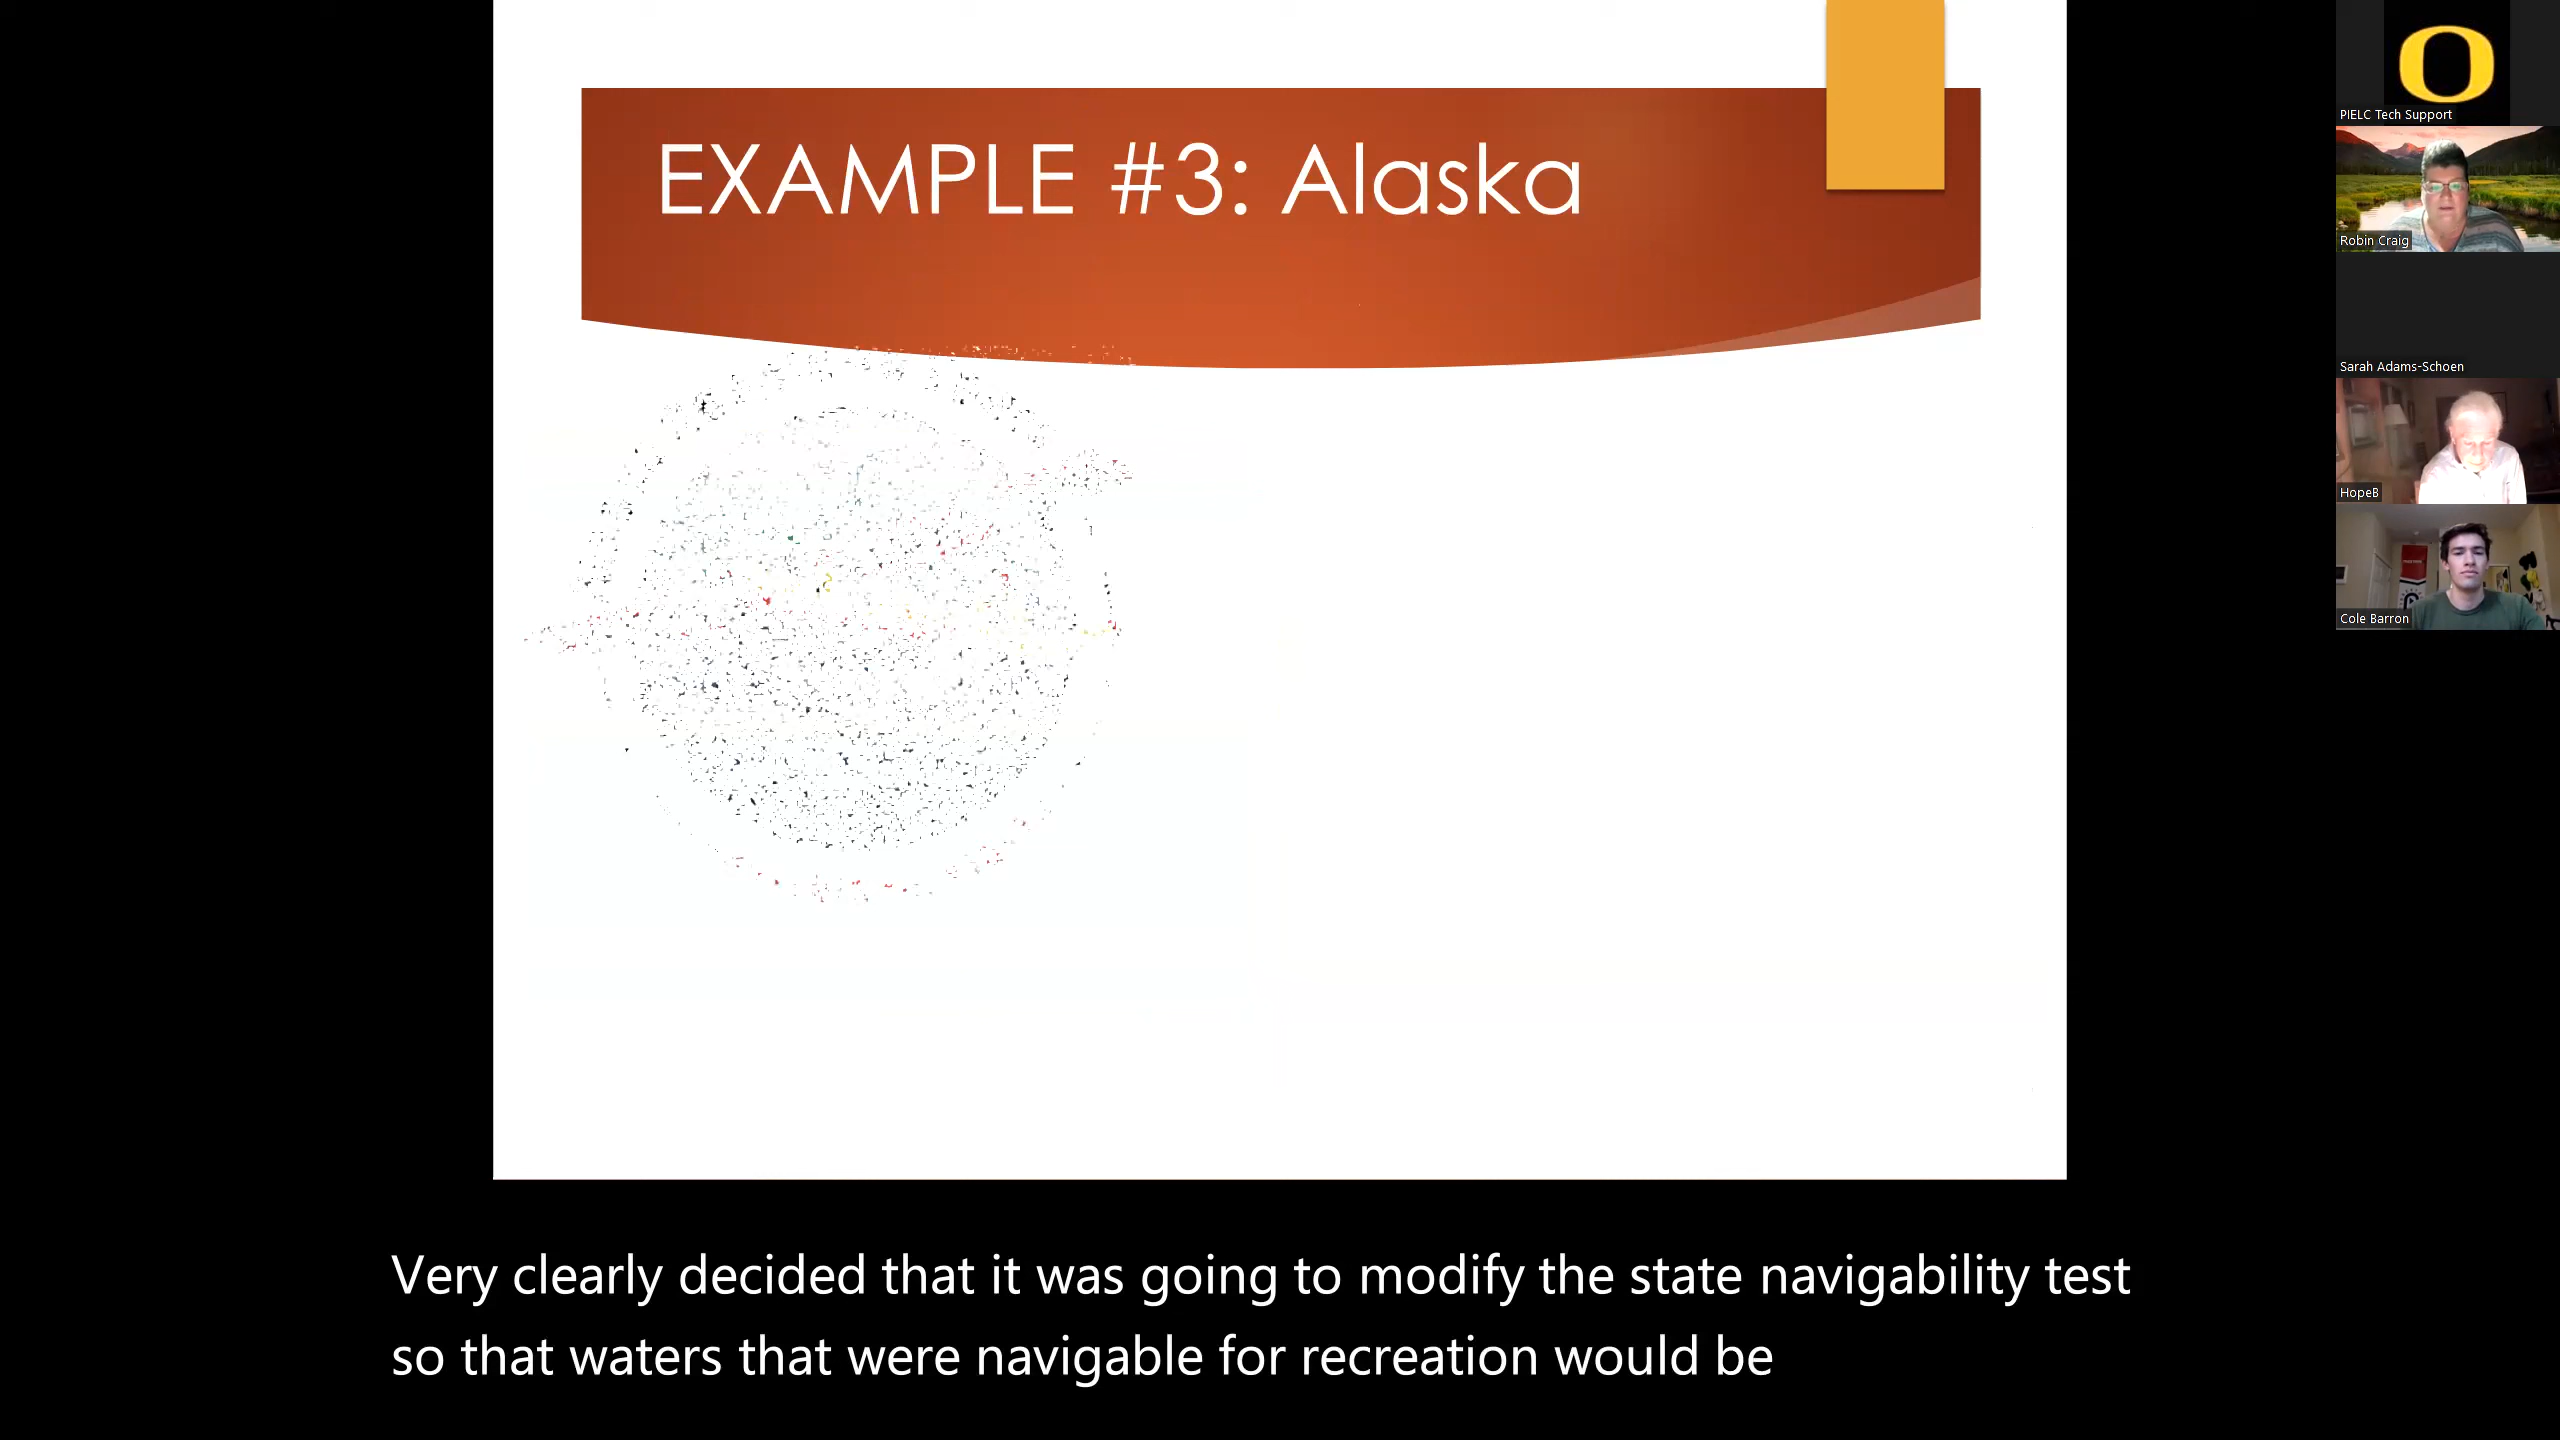 EXAMPLE #3: Alaska
O
PIELC Tech Support
Robin Craig
Sarah Adams-Schoen
HopeB
Cole Barron
Very clearly decided that it was going to modify the state navigability test
so that waters that were navigable for recreation would be